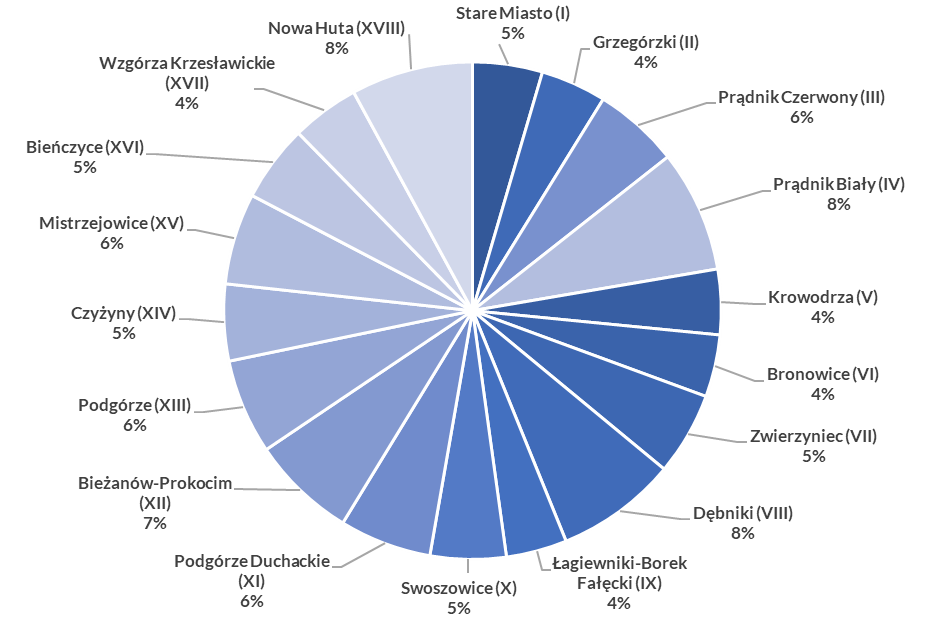 Stare Miasto (I)
5%
Grzegórzki (II)
4%
Prądnik Czerwony (III)
6%
Prądnik Biały (IV)
8%
Krowodrza (V)
4%
Bronowice (VI)
4%
Zwierzyniec (VII)
5%
Dębniki (VIII)
8%
Łagiewniki-Borek
Fałęcki (IX)
4%
Swoszowice (X)
5%
Podgórze Duchackie
(XI)
6%
Bieżanów-Prokocim
(XII)
7%
Podgórze (XIII)
6%
Czyżyny (XIV)
5%
Mistrzejowice (XV)
6%
Bieńczyce (XVI)
5%
Wzgórza Krzesławickie
(XVII)
4%
Nowa Huta (XVIII)
8%